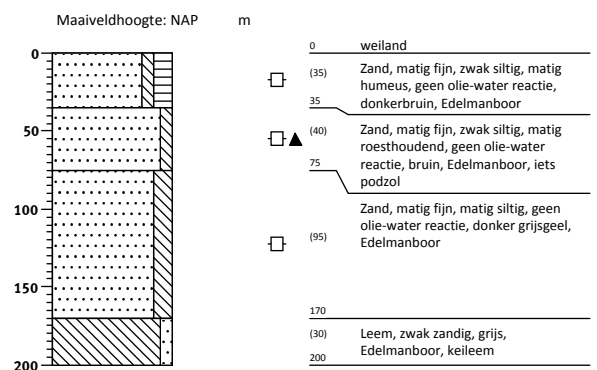 Maaiveldhoogte: NAP m
0
50
100
150
200
0 weiland
(35) Zand, matig fijn, zwak siltig, matig
humeus, geen olie-water reactie,
35 donkerbruin, Edelmanboor
(40) Zand, matig fijn, zwak siltig, matig
roesthoudend, geen olie-water
75 reactie, bruin, Edelmanboor, iets
podzol
Zand, matig fijn, matig siltig, geen
olie-water reactie, donker grijsgeel,
(95) Edelmanboor
170
(30) Leem, zwak zandig, grijs,
Edelmanboor, keileem
200